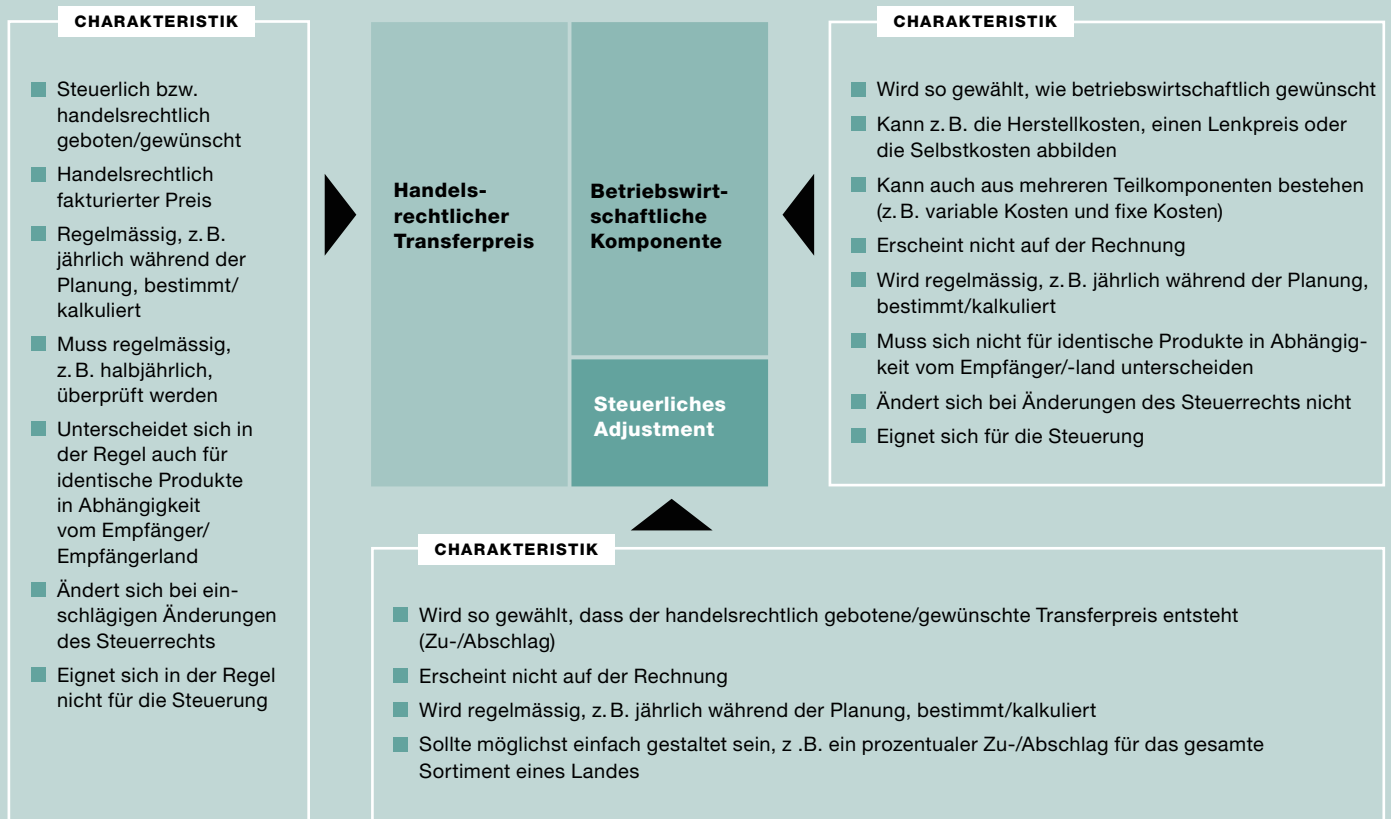 CHARAKTERISTIK
Steuerlich bzw.
handelsrechtlich
geboten/gewünscht
Handelsrechtlich
fakturierter Preis
Regelmässig, z. B.
jährlich während der
Planung, bestimmt/
kalkuliert
Muss regelmässig,
z. B. halbjährlich,
überprüft werden
Unterscheidet sich in
der Regel auch für
identische Produkte
in Abhängigkeit
vom Empfänger/
Empfängerland
Ändert sich bei ein-
schlägigen Änderungen
des Steuerrechts
Eignet sich in der Regel
nicht für die Steuerung
Handels-
rechtlicher
Transferpreis
Betriebswirt-
schaftliche
Komponente
Steuerliches
Adjustment
CHARAKTERISTIK
Wird so gewählt, wie betriebswirtschaftlich gewünscht
Kann z. B. die Herstellkosten, einen Lenkpreis oder
die Selbstkosten abbilden
Kann auch aus mehreren Teilkomponenten bestehen
(z. B. variable Kosten und fixe Kosten)
Erscheint nicht auf der Rechnung
Wird regelmässig, z. B. jährlich während der Planung,
bestimmt/kalkuliert
Muss sich nicht für identische Produkte in Abhängig-
keit vom Empfänger/-land unterscheiden
Ändert sich bei Änderungen des Steuerrechts nicht
Eignet sich für die Steuerung
CHARAKTERISTIK
Wird so gewählt, dass der handelsrechtlich gebotene/gewünschte Transferpreis entsteht
(Zu-/Abschlag)
Erscheint nicht auf der Rechnung
Wird regelmässig, z. B. jährlich während der Planung, bestimmt/kalkuliert
Sollte möglichst einfach gestaltet sein, z .B. ein prozentualer Zu-/Abschlag für das gesamte
Sortiment eines Landes